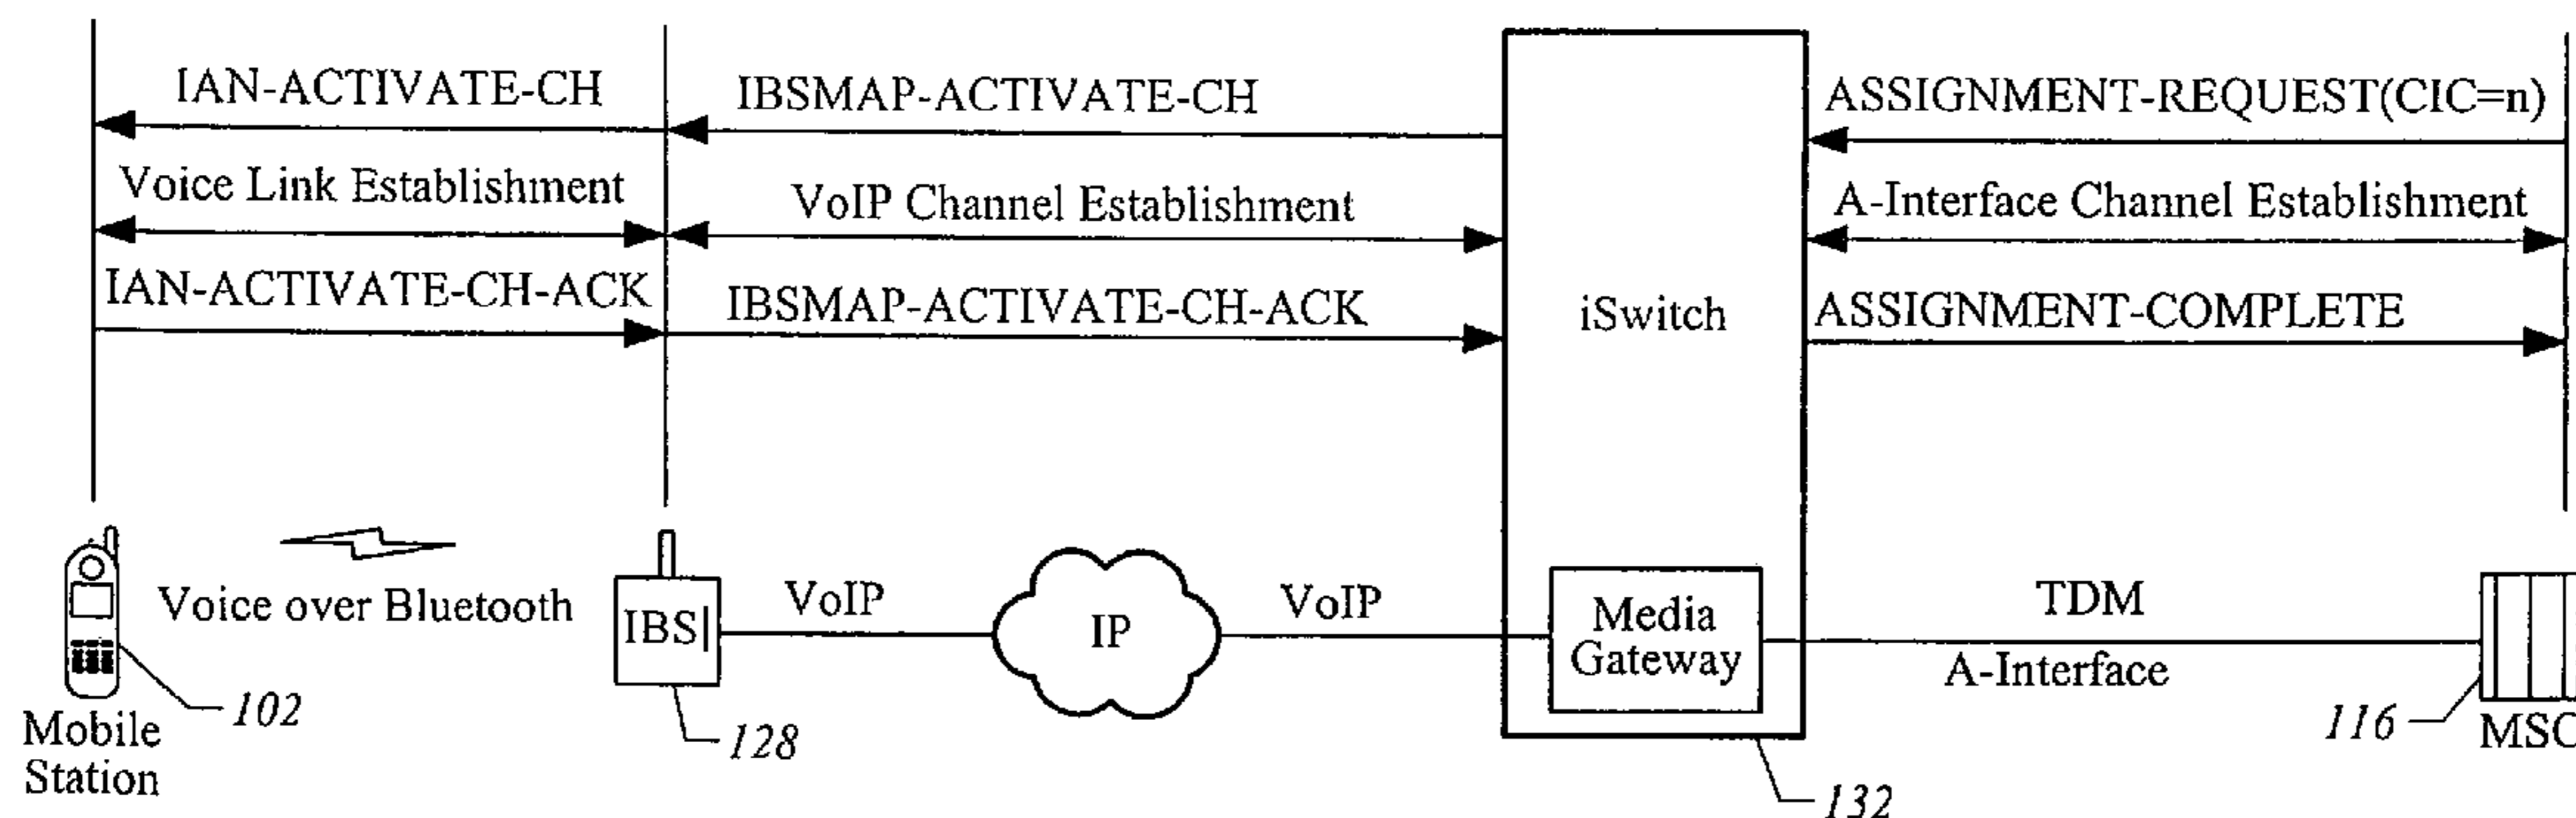 IAN-ACTIVATE-CH
IBSMAP-ACTIVATE-CH
ASSIGNMENT-REQUEST(CIC=n)
Voice Link Establishment
VoIP Channel Establishment
A-Interface Channel Establishment
IAN-ACTIVATE-CH-ACK
IBSMAP-ACTIVATE-CH-ACK
iSwitch
ASSIGNMENT-COMPLETE
Voice over Bluetooth
IBS
VoIP
IP
VoIP
Media
Gateway
TDM
A-Interface
102
Mobile
Station
128
132
116
MSC